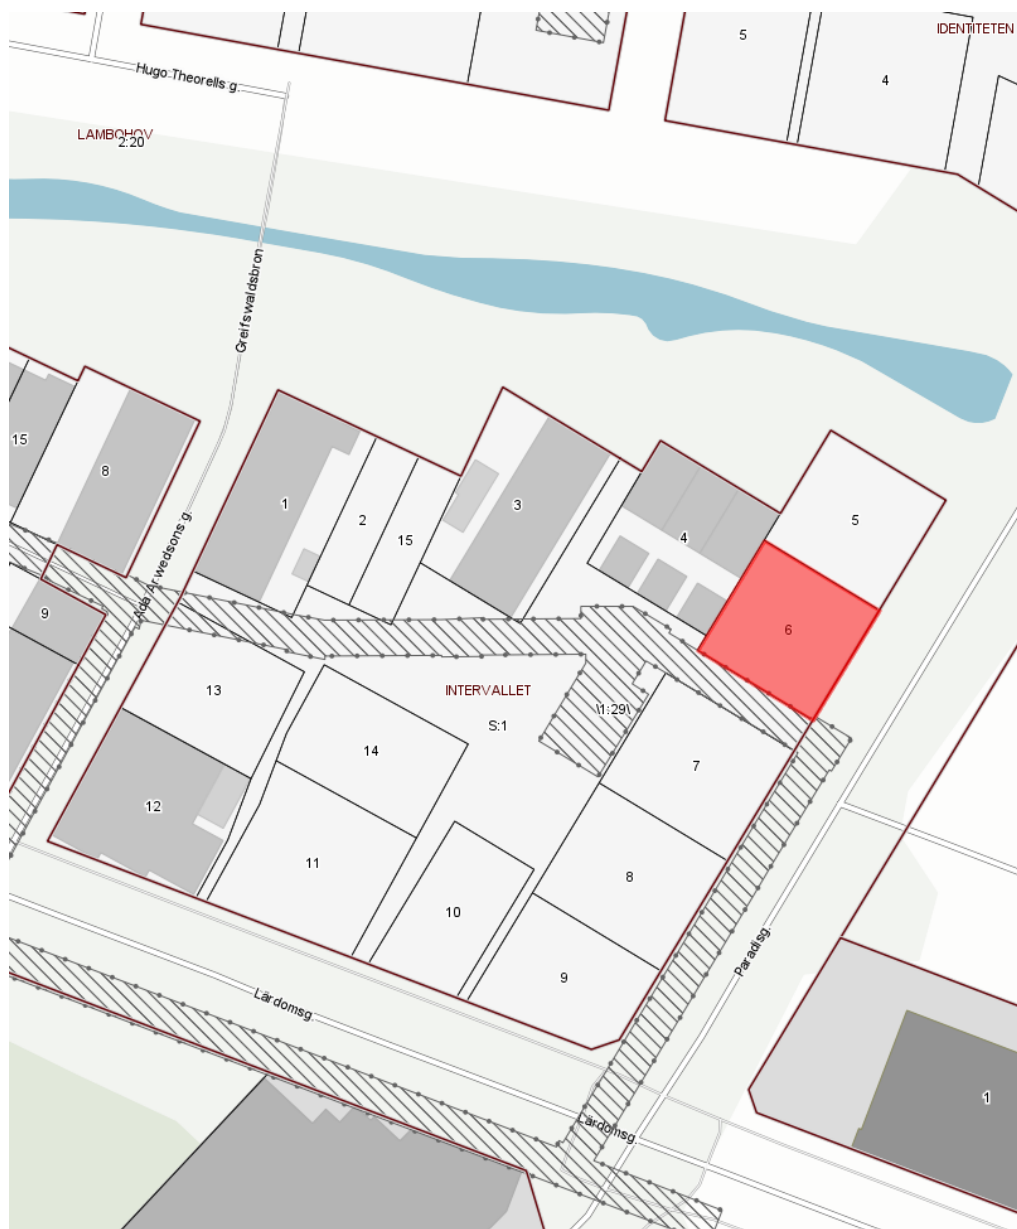 IDENTITETEN
5
4
Hugo Theorells g.
LAMBOHOV
2:20
Greifswaldsbron
15
8
1
2
15
3
4
5
6
Ada Arwedsons g.
9
13
14
INTERVALLET
S:1
\1:29\
7
12
11
10
8
9
Paradisg.
Lärdomsg.
Lärdomsg.
1